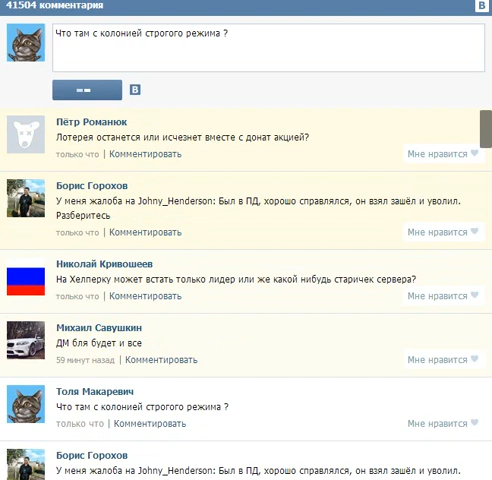 41504 комментария
B
Что там с колонией строгого режима ?
B
Пётр Романюк
Лотерея останется или исчезнет вместе с донат акцией?
только что | Комментировать
Мне нравится
Борис Горохов
У меня жалоба на Johny_Henderson: Был в ПД, хорошо справлялся, он взял зашёл и уволил.
Разберитесь
только что | Комментировать
Мне нравится
Николай Кривошеев
На Хелперку может встать только лидер или же какой нибудь старичек сервера?
только что | Комментировать
Мне нравится
Михаил Савушкин
ДМ бля будет и все
59 минут назад | Комментировать
Мне нравится
Толя Макаревич
Что там с колонией строгого режима ?
только что | Комментировать
Мне нравится
Борис Горохов
У меня жалоба на Johny_Henderson: Был в ПД, хорошо справлялся, он взял зашёл и уволил.